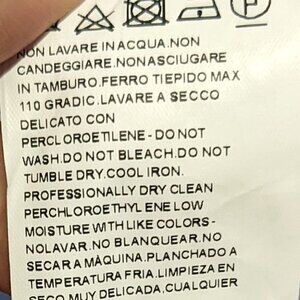 P
NON LAVARE IN ACQUA.NON
CANDEGGIARE.NON ASCIUGARE
IN TAMBURO.FERRO TIEPIDO MAX
110 GRADI C.LAVARE A SECCO
DELICATO CON
PERCLOROETILENE - DO NOT
WASH.DO NOT BLEACH.DO NOT
TUMBLE DRY.COOL IRON.
PROFESSIONALLY DRY CLEAN
PERCHLOROETHYL ENE LOW
MOISTURE WITH LIKE COLORS -
NOLAVAR.NO BLANQUEAR.NO
SECAR A MÀQUINA.PLANCHADO A
TEMPERATURA FRIA.LIMPIEZA EN
SECO MUY DELICADA,CUALQUIER